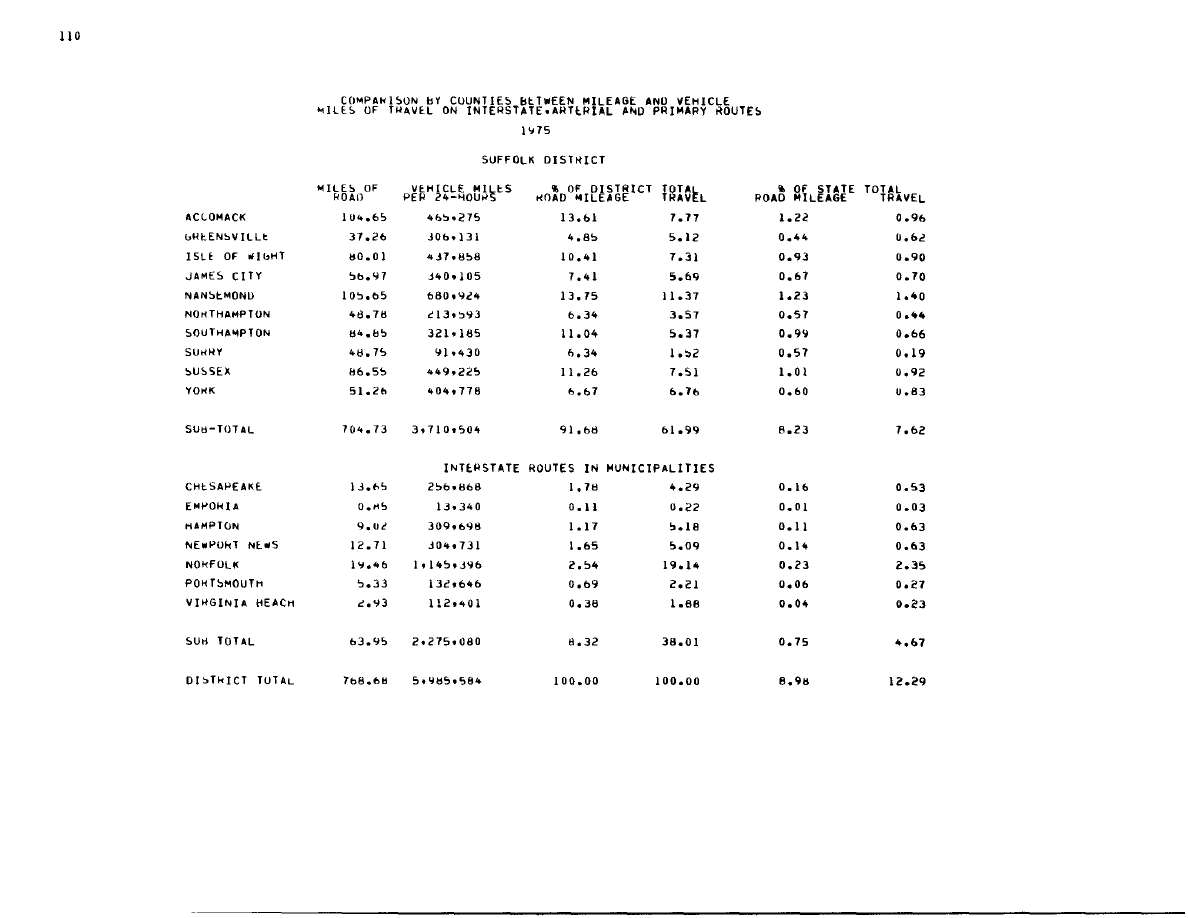 110
COMPARISON BY COUNTIES BETWEEN MILEAGE AND VEHICLE
MILES OF TRAVEL ON INTERSTATE,ARTERIAL AND PRIMARY ROUTES
1975
SUFFOLK DISTRICT
MILES OF VEHICLE MILES % OF DISTRICT TOTAL % OF STATE TOTAL
ROAD PER 24-HOURS ROAD MILEAGE TRAVEL ROAD MILEAGE TRAVEL
ACCOMACK 104.65 465,275 13.61 7.77 1.22 0.96
GREENSVILLE 37.26 306,131 4.85 5.12 0.44 0.62
ISLE OF WIGHT 80.01 437,858 10.41 7.31 0.93 0.90
JAMES CITY 56.97 340,105 7.41 5.69 0.67 0.70
NANSEMOND 105.65 680,924 13.75 11.37 1.23 1.40
NORTHAMPTON 48.78 213,593 6.34 3.57 0.57 0.44
SOUTHAMPTON 84.85 321,185 11.04 5.37 0.99 0.66
SURRY 48.75 91,430 6.34 1.52 0.57 0.19
SUSSEX 86.55 449,225 11.26 7.51 1.01 0.92
YORK 51.26 404,778 6.67 6.76 0.60 0.83
SUB-TOTAL 704.73 3,710,504 91.68 61.99 8.23 7.62
INTERSTATE ROUTES IN MUNICIPALITIES
CHESAPEAKE 13.65 256,868 1.78 4.29 0.16 0.53
EMPORIA 0.85 13,340 0.11 0.22 0.01 0.03
HAMPTON 9.02 309,698 1.17 5.18 0.11 0.63
NEWPORT NEWS 12.71 304,731 1.65 5.09 0.14 0.63
NORFOLK 19.46 1,145,396 2.54 19.14 0.23 2.35
PORTSMOUTH 5.33 132,646 0.69 2.21 0.06 0.27
VIRGINIA BEACH 2.93 112,401 0.38 1.88 0.04 0.23
SUB TOTAL 63.95 2,275,080 8.32 38.01 0.75 4.67
DISTRICT TOTAL 768.68 5,985,584 100.00 100.00 8.98 12.29